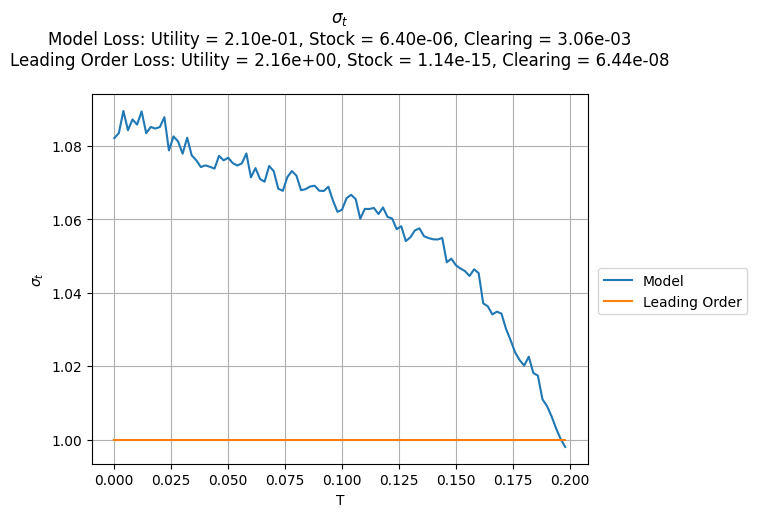 σt
Model Loss: Utility = 2.10e-01, Stock = 6.40e-06, Clearing = 3.06e-03
Leading Order Loss: Utility = 2.16e+00, Stock = 1.14e-15, Clearing = 6.44e-08
1.08
1.06
1.04
1.02
1.00
σt
Model
Leading Order
0.000 0.025 0.050 0.075 0.100 0.125 0.150 0.175 0.200
T